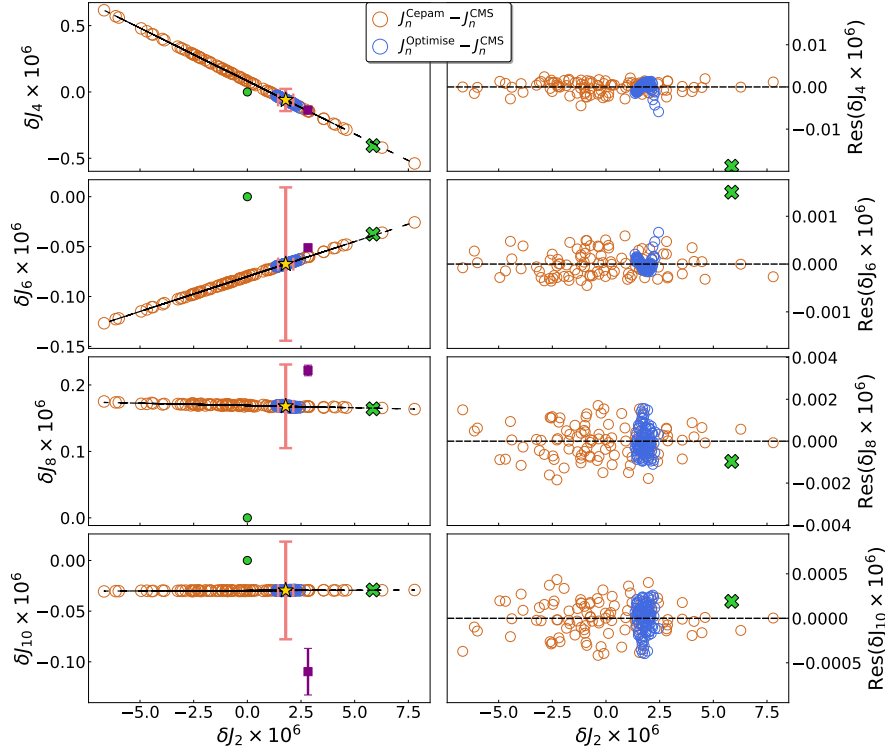 J_n^Cepam − J_n^CMS
J_n^Optimise − J_n^CMS
δJ_4 × 10^6
0.5
0.0
−0.5
0.01
0.00
−0.01
Res(δJ_4 × 10^6)
δJ_6 × 10^6
0.00
−0.05
−0.10
−0.15
0.001
0.000
−0.001
Res(δJ_6 × 10^6)
δJ_8 × 10^6
0.2
0.1
0.0
0.004
0.002
0.000
−0.002
−0.004
Res(δJ_8 × 10^6)
δJ_10 × 10^6
0.00
−0.05
−0.10
0.0005
0.0000
−0.0005
Res(δJ_10 × 10^6)
−5.0 −2.5 0.0 2.5 5.0 7.5
−5.0 −2.5 0.0 2.5 5.0 7.5
δJ_2 × 10^6
δJ_2 × 10^6